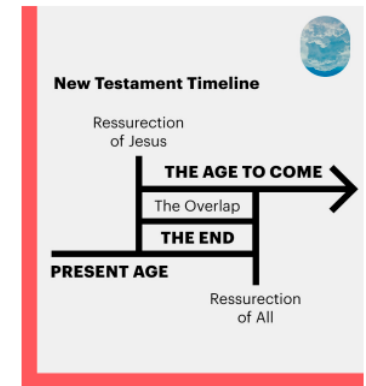 New Testament Timeline
Ressurection
of Jesus
THE AGE TO COME
The Overlap
THE END
PRESENT AGE
Ressurection
of All